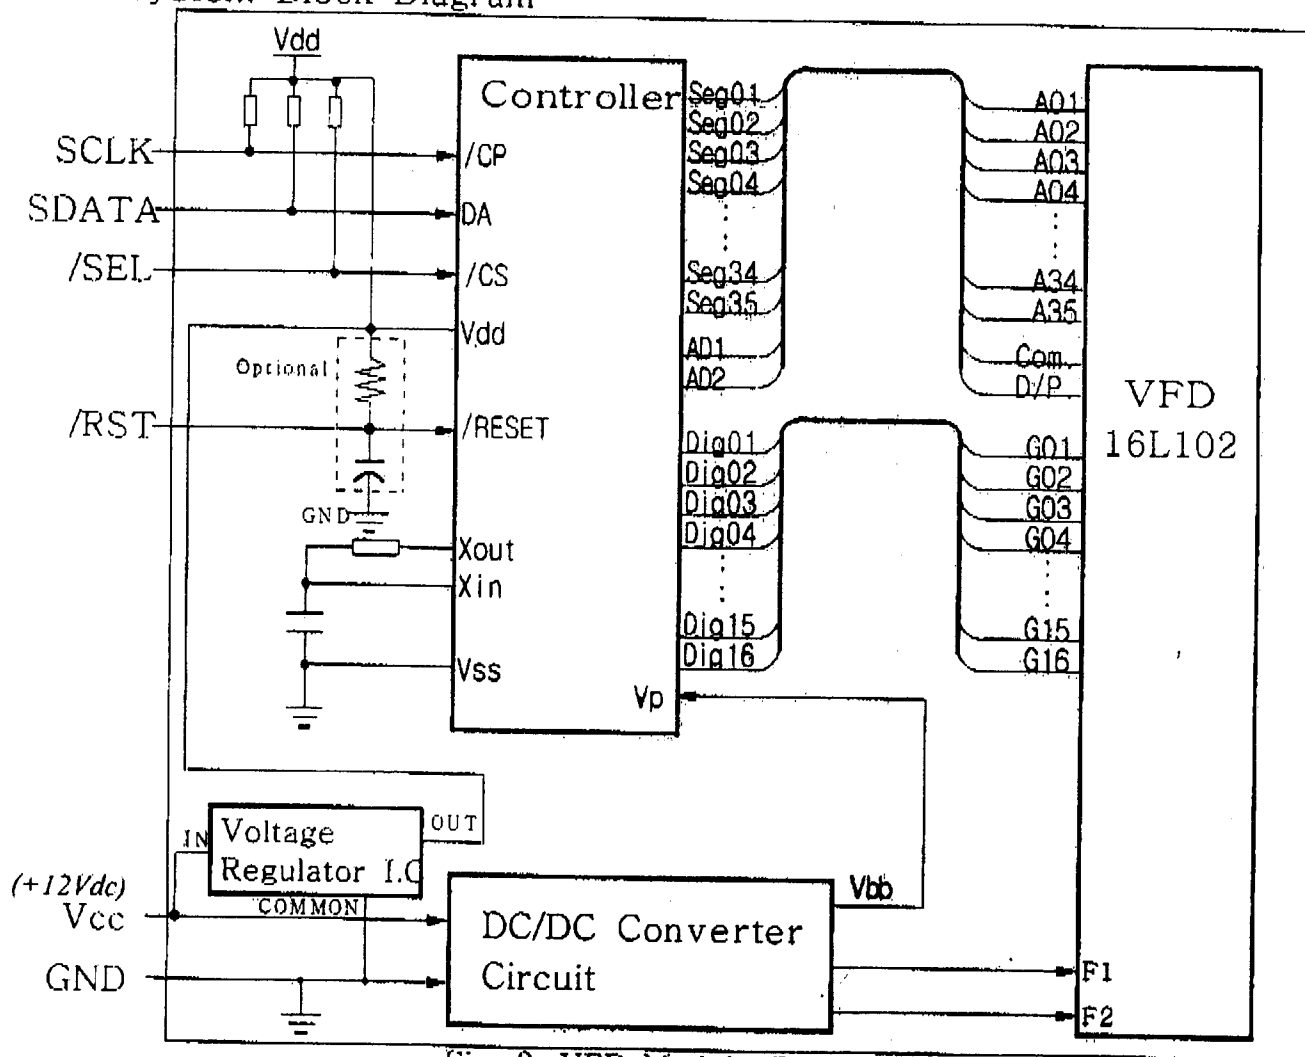 System Block Diagram
Vdd
Controller
SCLK
/CP
SDATA
DA
/SEL
/CS
Vdd
Optional
/RST
/RESET
GND
Xout
Xin
Vss
Vp
Seg01
Seg02
Seg03
Seg04
Seg34
Seg35
AD1
AD2
Dig01
Dig02
Dig03
Dig04
Dig15
Dig16
A01
A02
A03
A04
A34
A35
Com.
D/P
G01
G02
G03
G04
G15
G16
VFD
16L102
IN
Voltage
Regulator I.C
OUT
COMMON
(+12Vdc)
Vcc
GND
DC/DC Converter
Circuit
Vbb
F1
F2